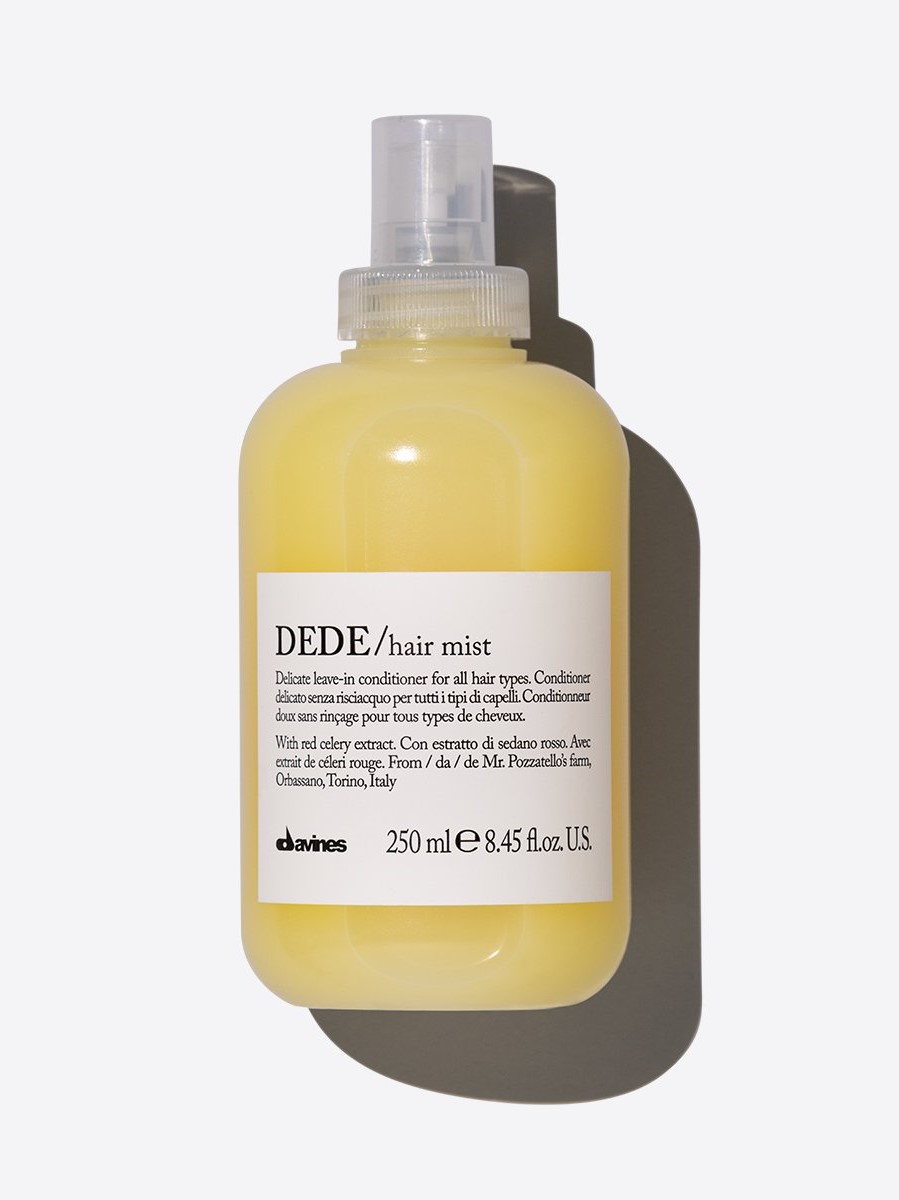 DEDE/hair mist
Delicate leave-in conditioner for all hair types. Conditioner
delicato senza risciacquo per tutti i tipi di capelli. Conditionneur
doux sans rinçage pour tous types de cheveux.
With red celery extract. Con estratto di sedano rosso. Avec
extrait de céleri rouge. From / da / de Mr. Pozzatello's farm,
Orbassano, Torino, Italy
davines 250 ml ℮ 8.45 fl.oz. U.S.